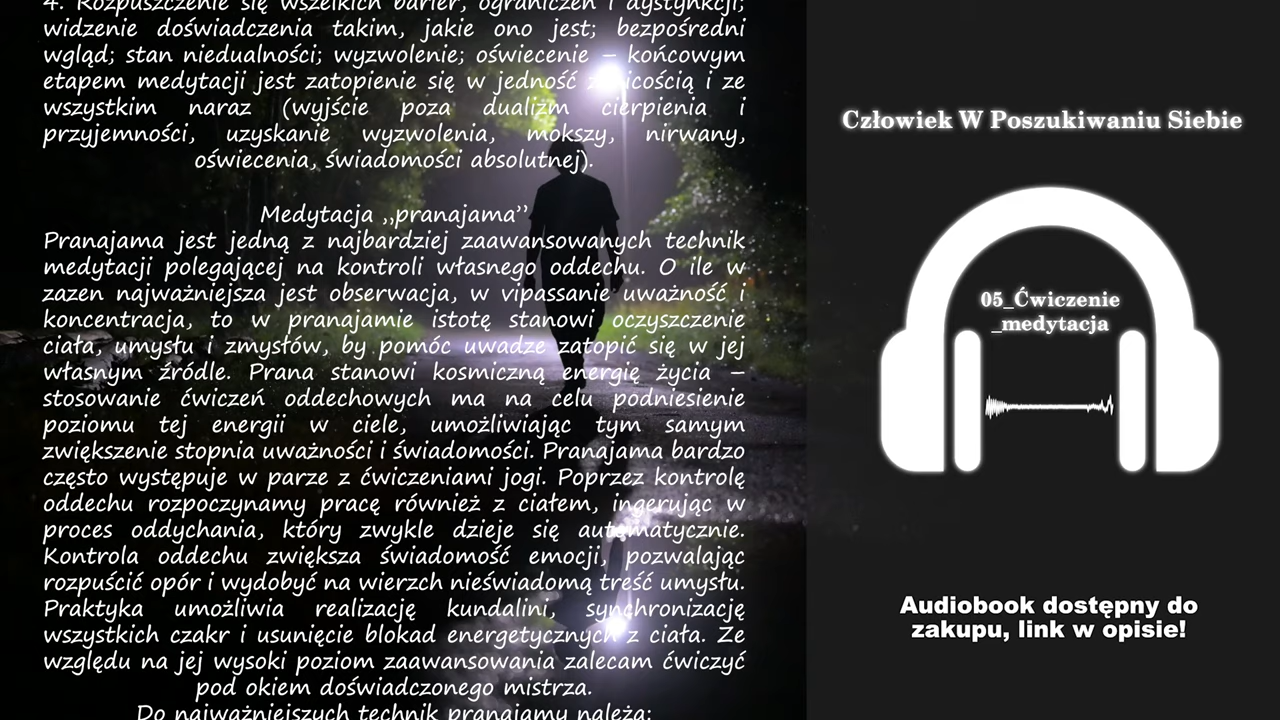 4. Rozpuszczenie się wszelkich barier, ograniczeń i dystynkcji;
widzenie doświadczenia takim, jakie ono jest; bezpośredni
wgląd; stan niedualności; wyzwolenie; oświecenie – końcowym
etapem medytacji jest zatopienie się w jedność z nicością i ze
wszystkim naraz (wyjście poza dualizm cierpienia i
przyjemności, uzyskanie wyzwolenia, mokszy, nirwany,
oświecenia, świadomości absolutnej).
Medytacja „pranajama”
Pranajama jest jedną z najbardziej zaawansowanych technik
medytacji polegającej na kontroli własnego oddechu. O ile w
zazen najważniejsza jest obserwacja, w vipassanie uważność i
koncentracja, to w pranajamie istotę stanowi oczyszczenie
ciała, umysłu i zmysłów, by pomóc uwadze zatopić się w jej
własnym źródle. Prana stanowi kosmiczną energię życia –
stosowanie ćwiczeń oddechowych ma na celu podniesienie
poziomu tej energii w ciele, umożliwiając tym samym
zwiększenie stopnia uważności i świadomości. Pranajama bardzo
często występuje w parze z ćwiczeniami jogi. Poprzez kontrolę
oddechu rozpoczynamy pracę również z ciałem, ingerując w
proces oddychania, który zwykle dzieje się automatycznie.
Kontrola oddechu zwiększa świadomość emocji, pozwalając
rozpuścić opór i wydobyć na wierzch nieświadomą treść umysłu.
Praktyka umożliwia realizację kundalini, synchronizację
wszystkich czakr i usunięcie blokad energetycznych z ciała. Ze
względu na jej wysoki poziom zaawansowania zalecam ćwiczyć
pod okiem doświadczonego mistrza.
Do najważniejszych technik pranajamy należą:
Człowiek W Poszukiwaniu Siebie
05_Ćwiczenie
_medytacja
Audiobook dostępny do
zakupu, link w opisie!